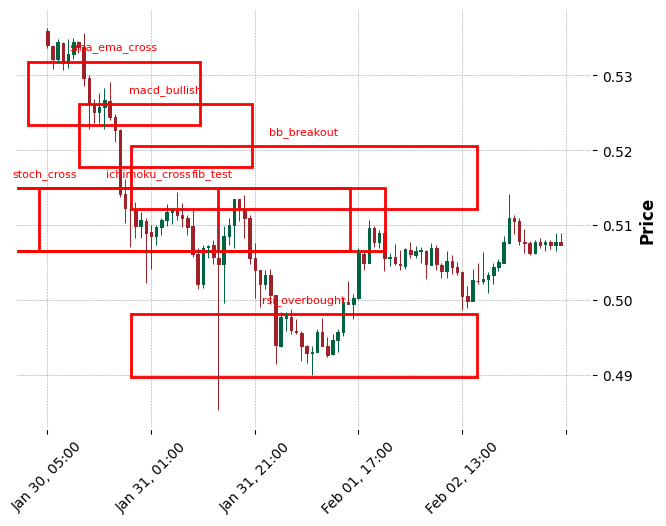 sma_ema_cross
macd_bullish
bb_breakout
stoch_cross
ichimoku_cross
fib_test
rsi_overbought
0.53
0.52
0.51
0.50
0.49
Price
Jan 30, 05:00
Jan 31, 01:00
Jan 31, 21:00
Feb 01, 17:00
Feb 02, 13:00